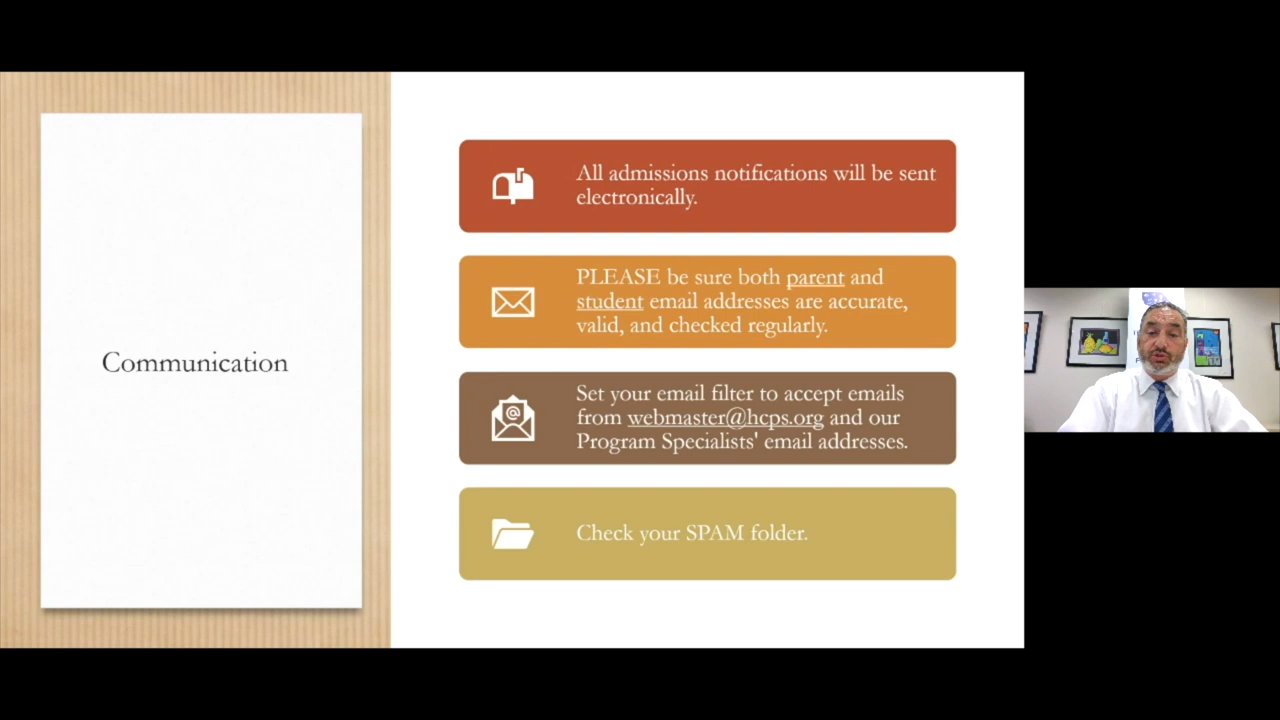 Communication
All admissions notifications will be sent
electronically.
PLEASE be sure both parent and
student email addresses are accurate,
valid, and checked regularly.
Set your email filter to accept emails
from webmaster@hcps.org and our
Program Specialists' email addresses.
Check your SPAM folder.